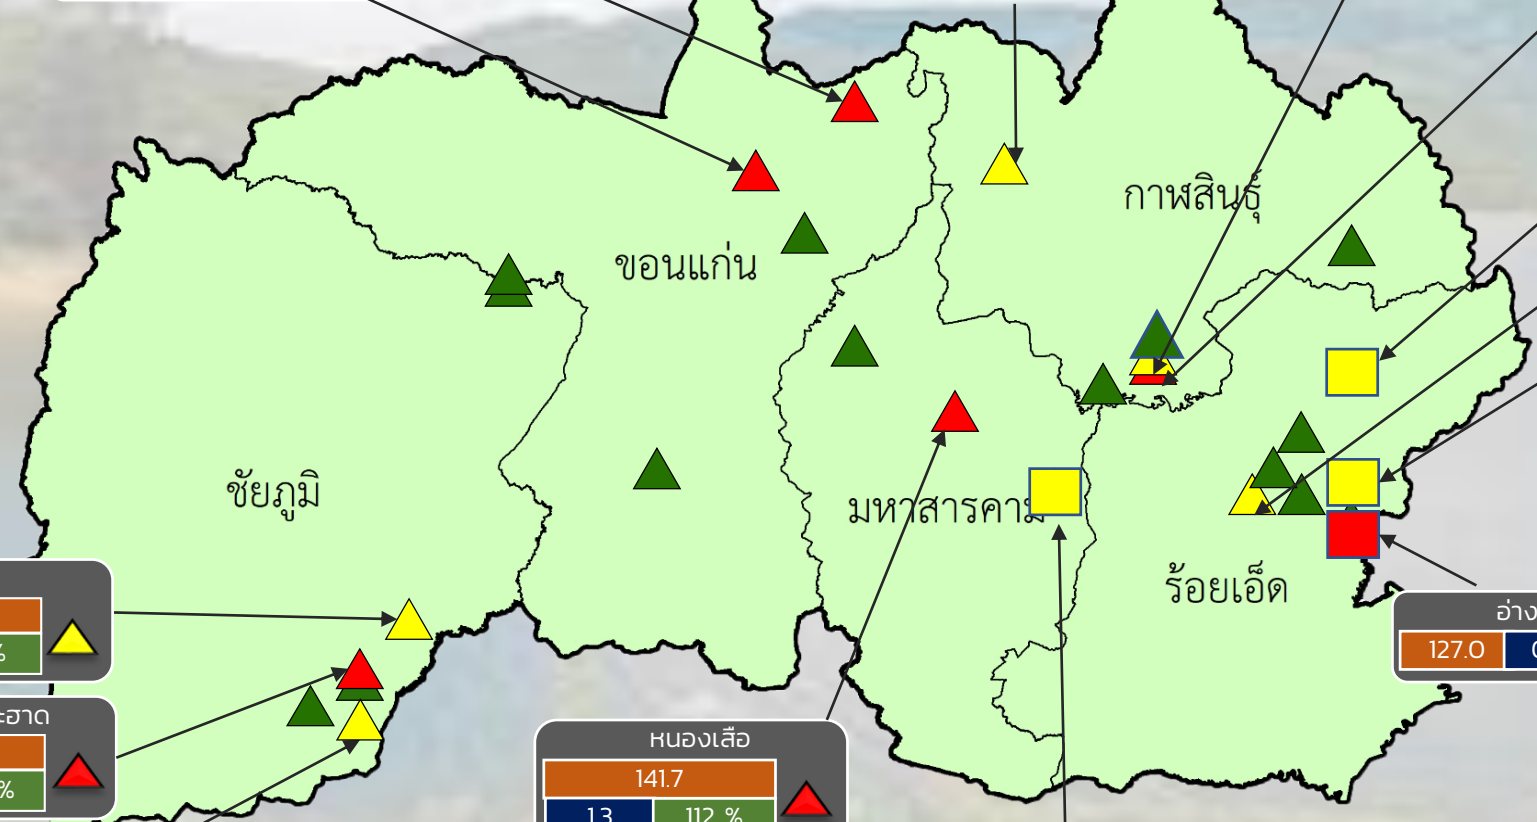 กาฬสินธุ์
ขอนแก่น
ชัยภูมิ
มหาสารคาม
ร้อยเอ็ด
%
ะฮาด
%
หนองเสือ
141.7
13
112 %
อ่าง
127.0